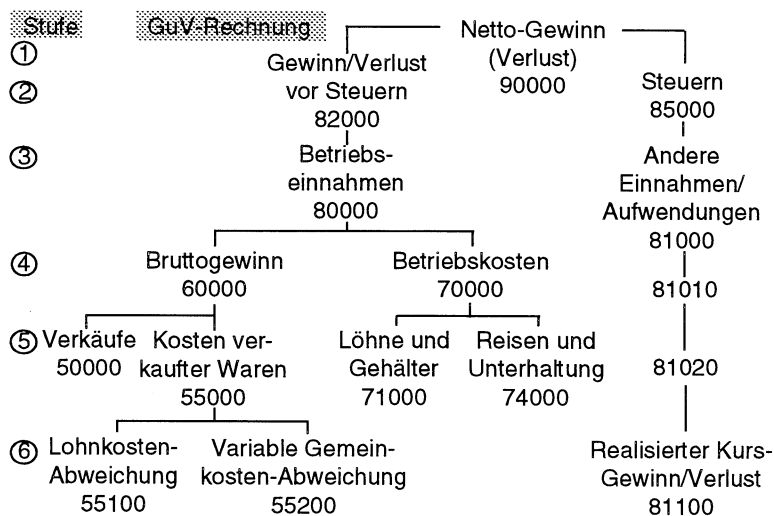 Stufe GuV-Rechnung Netto-Gewinn
(Verlust)
90000
① Gewinn/Verlust
② vor Steuern
82000
Steuern
85000
③ Betriebs-
einnahmen
80000
Andere
Einnahmen/
Aufwendungen
81000
④ Bruttogewinn
60000
Betriebskosten
70000
81010
⑤ Verkäufe
50000
Kosten ver-
kaufter Waren
55000
Löhne und
Gehälter
71000
Reisen und
Unterhaltung
74000
81020
⑥ Lohnkosten-
Abweichung
55100
Variable Gemein-
kosten-Abweichung
55200
Realisierter Kurs-
Gewinn/Verlust
81100